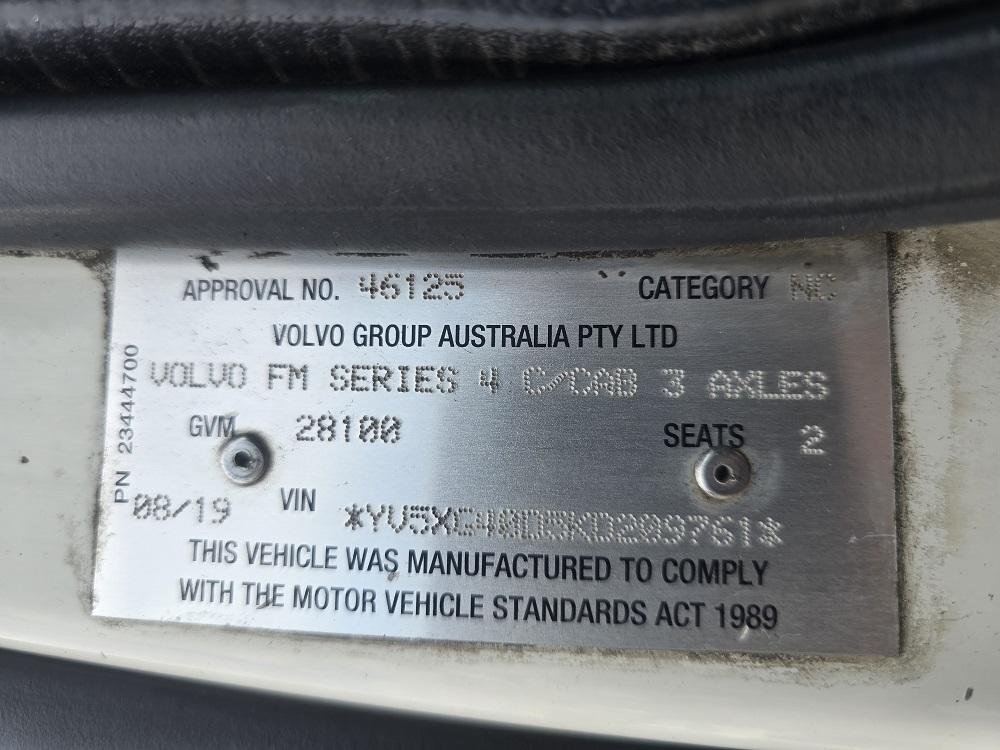 APPROVAL NO. 46125 CATEGORY NC
VOLVO GROUP AUSTRALIA PTY LTD
VOLVO FM SERIES 4 C/CAB 3 AXLES
GVM 28100 SEATS 2
PN 23444700
08/19 VIN *YV5XG40D5KD209761*
THIS VEHICLE WAS MANUFACTURED TO COMPLY
WITH THE MOTOR VEHICLE STANDARDS ACT 1989